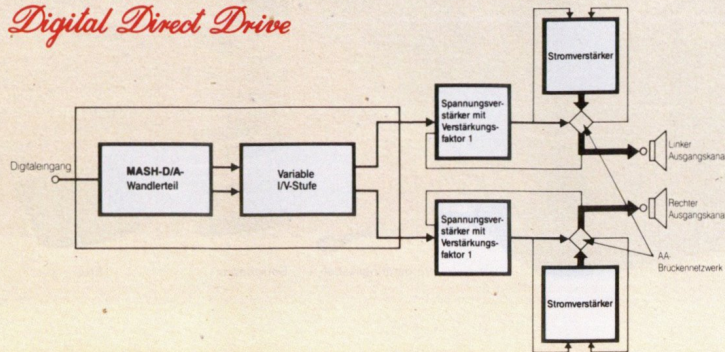 Digital Direct Drive
Stromverstärker
Spannungsver-
stärker mit
Verstärkungs-
faktor 1
Linker
Ausgangskanal
Digitaleingang
MASH-D/A-
Wandlerteil
Variable
I/V-Stufe
Rechter
Ausgangskanal
Spannungsver-
stärker mit
Verstärkungs-
faktor 1
AA-
Brückennetzwerk
Stromverstärker